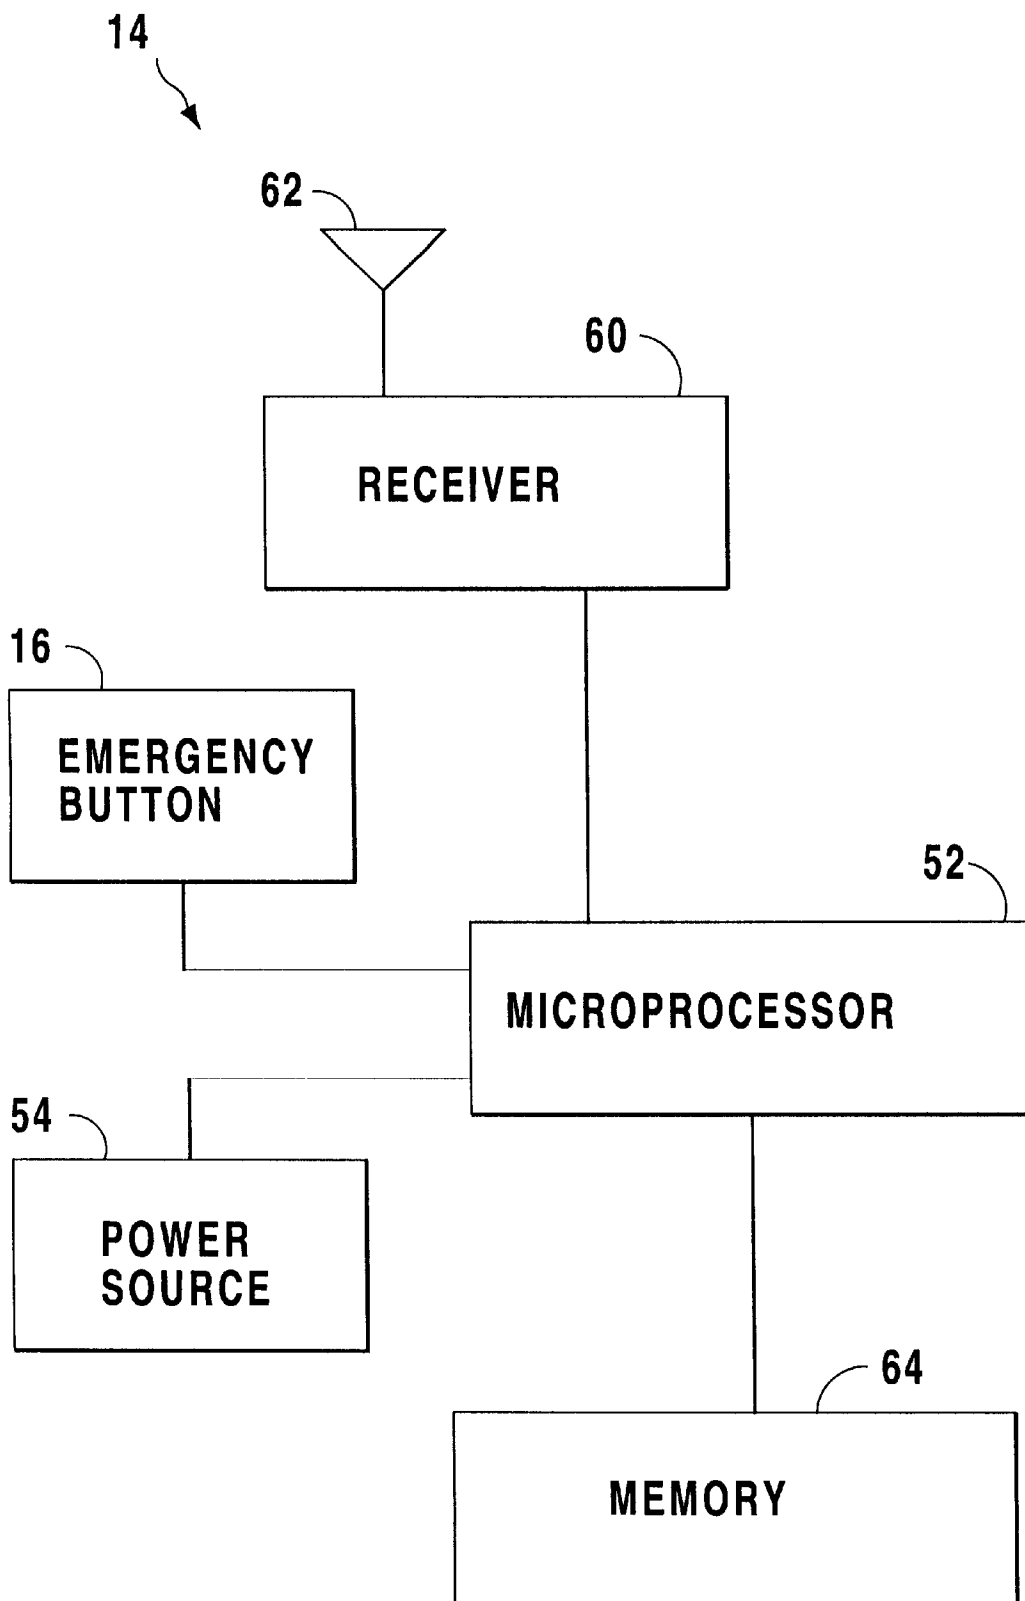 14
62
60
RECEIVER
16
EMERGENCY
BUTTON
52
MICROPROCESSOR
54
POWER
SOURCE
64
MEMORY